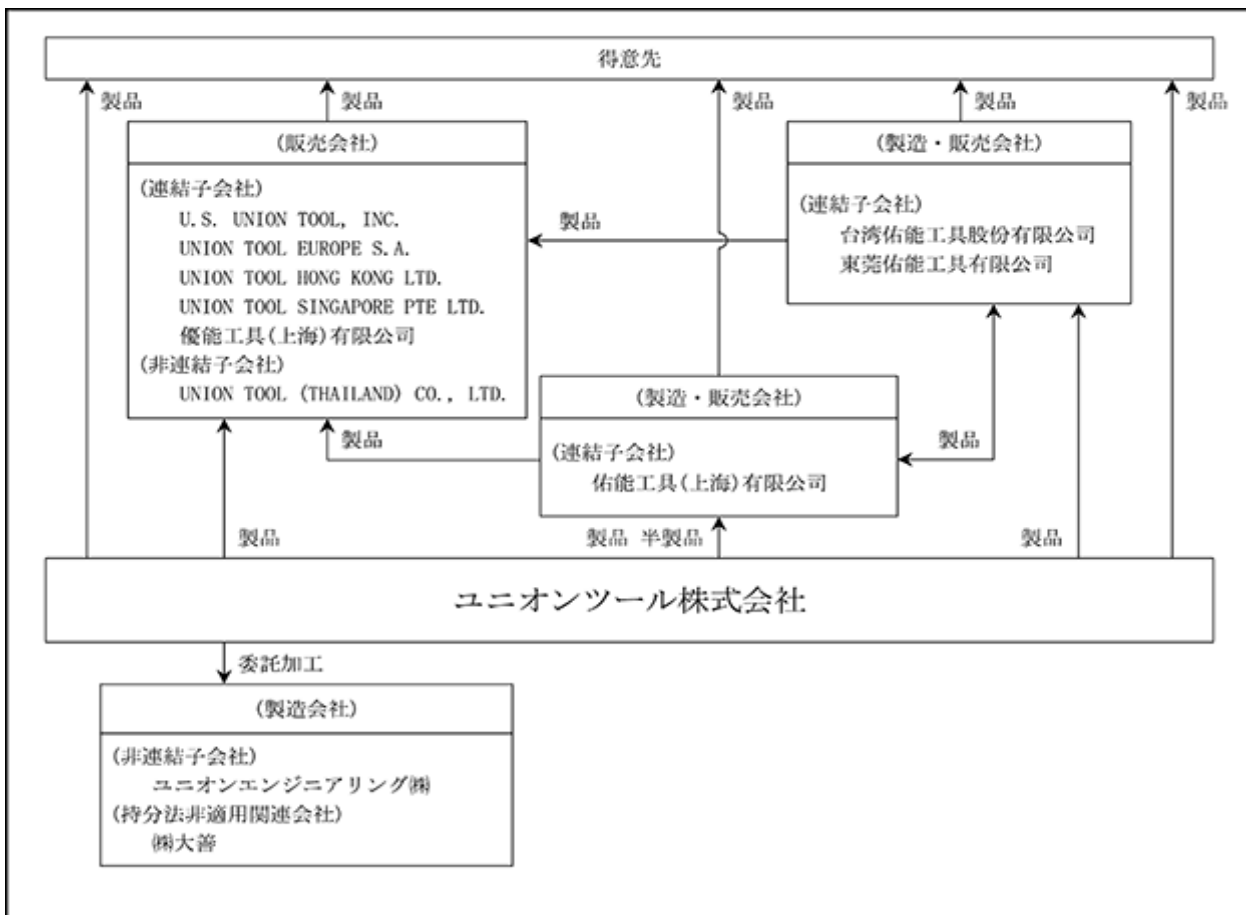 得意先
製品
製品
製品
製品
製品
(販売会社)
(連結子会社)
U.S. UNION TOOL, INC.
UNION TOOL EUROPE S.A.
UNION TOOL HONG KONG LTD.
UNION TOOL SINGAPORE PTE LTD.
優能工具(上海)有限公司
(非連結子会社)
UNION TOOL (THAILAND) CO., LTD.
製品
(製造・販売会社)
(連結子会社)
台湾佑能工具股份有限公司
東莞佑能工具有限公司
(製造・販売会社)
(連結子会社)
佑能工具(上海)有限公司
製品
製品
製品
製品 半製品
製品
ユニオンツール株式会社
委託加工
(製造会社)
(非連結子会社)
ユニオンエンジニアリング㈱
(持分法非適用関連会社)
㈱大善